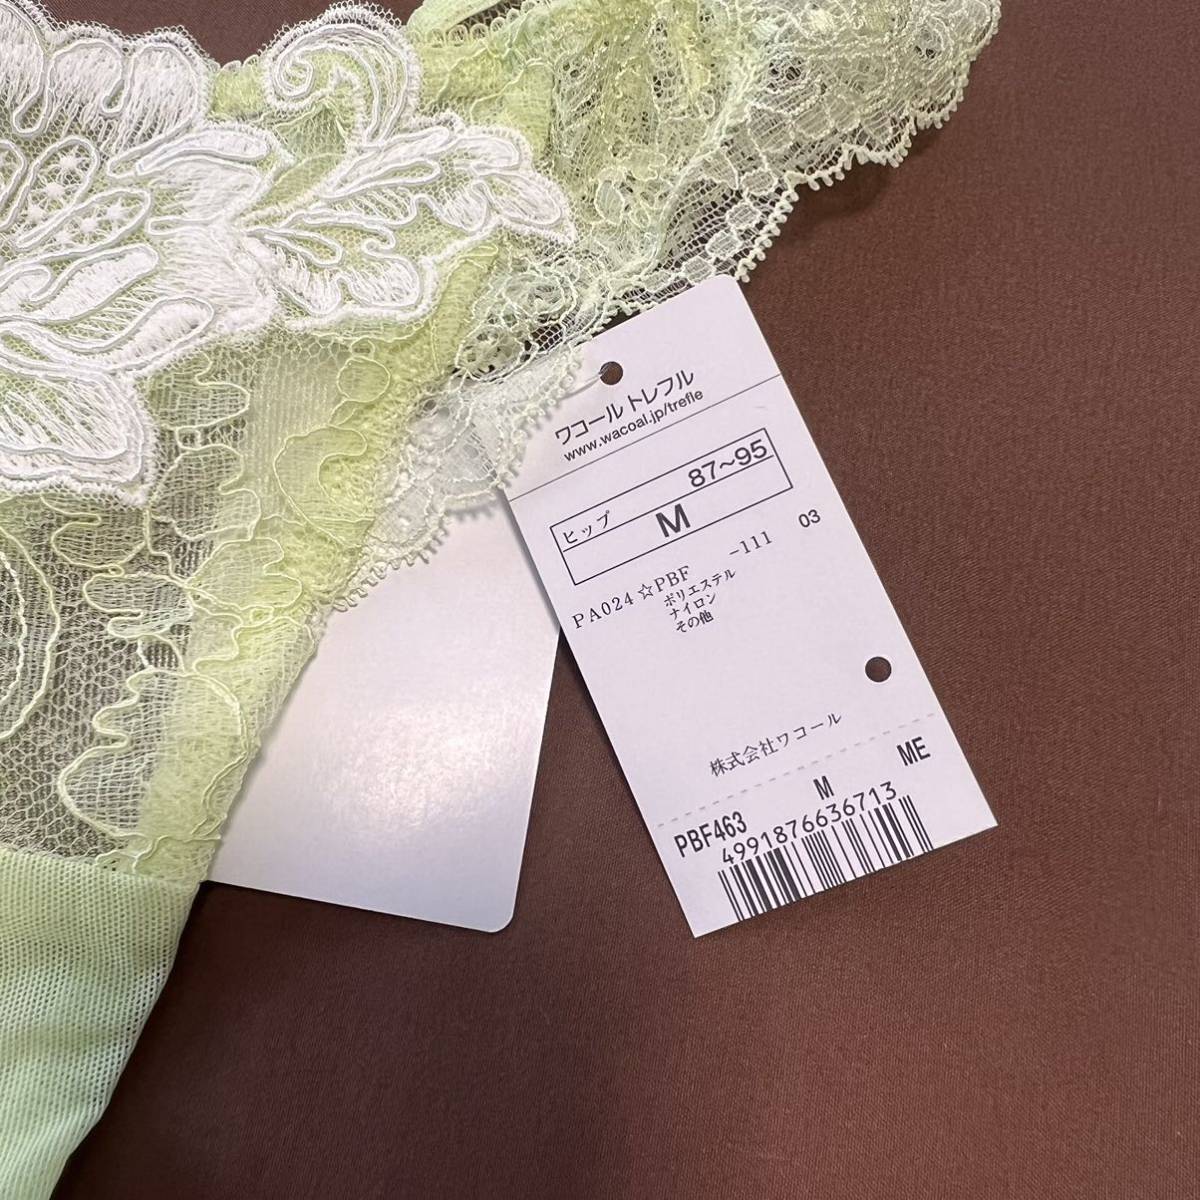 ワコール トレフル
www.wacoal.jp/trefle
ヒップ 87~95
M
PA024☆PBF -111 03
ポリエステル
ナイロン
その他
株式会社ワコール
PBF463 M ME
4991876636713